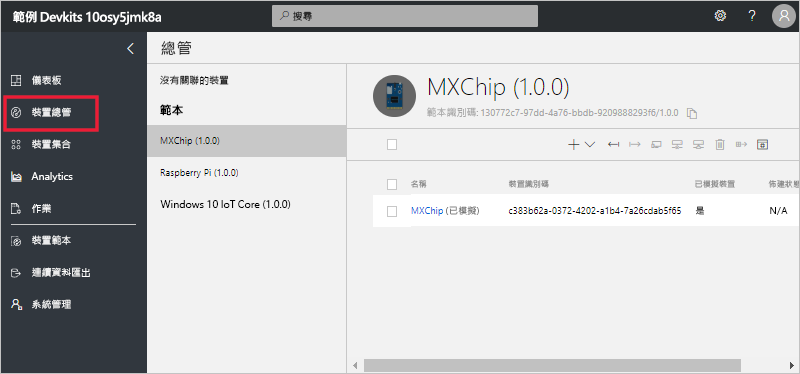 範例 Devkits 10osy5jmk8a
搜尋
?
總管
儀表板
裝置總管
裝置集合
Analytics
作業
裝置範本
連續資料匯出
系統管理
沒有關聯的裝置
範本
MXChip (1.0.0)
Raspberry Pi (1.0.0)
Windows 10 IoT Core (1.0.0)
MXChip (1.0.0)
範本識別碼: 130772c7-97dd-4a76-bbdb-9209888293f6/1.0.0
名稱 裝置識別碼 已模擬裝置 佈建狀態
MXChip (已模擬) c383b62a-0372-4202-a1b4-7a26cdab5f65 是 N/A